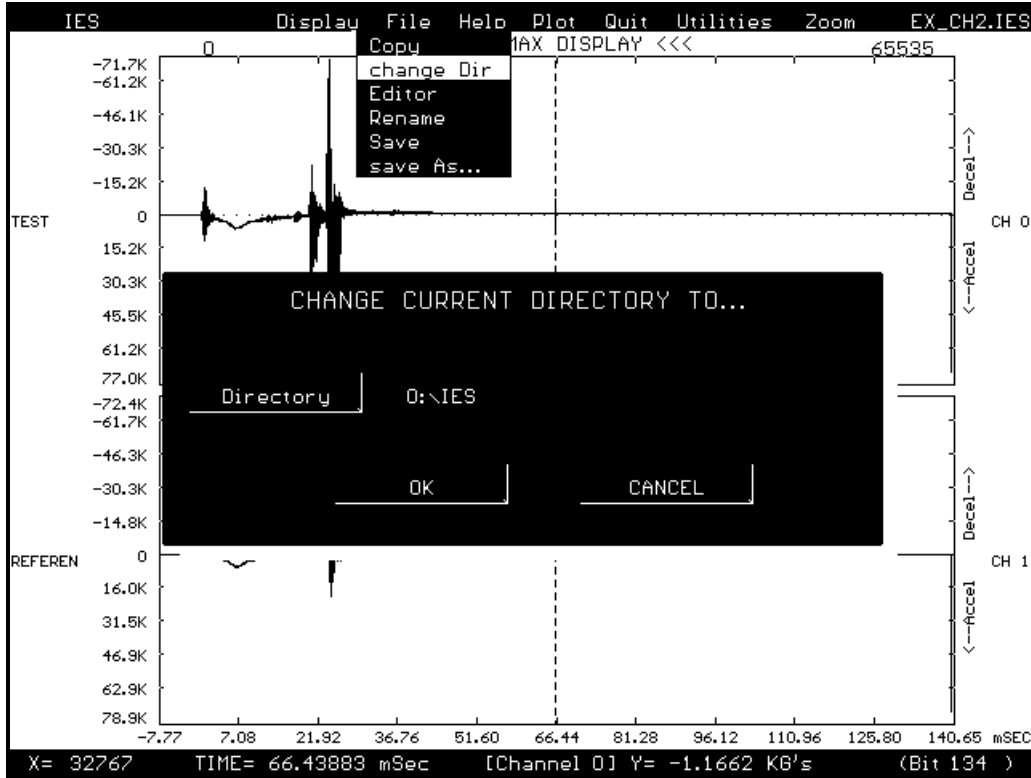 IES Display File Help Plot Quit Utilities Zoom EX_CH2.IES
0 Copy MAX DISPLAY <<< 65535
change Dir
Editor
Rename
Save
save As...
-71.7K
-61.2K
-46.1K
-30.3K
-15.2K
TEST 0 CH 0
15.2K
30.3K
45.5K
61.2K
77.0K
Decel-->
<--Accel
CHANGE CURRENT DIRECTORY TO...
Directory O:\IES
OK CANCEL
-72.4K
-61.7K
-46.3K
-30.3K
-14.8K
REFEREN 0 CH 1
16.0K
31.5K
46.9K
62.9K
78.9K
Decel-->
<--Accel
-7.77 7.08 21.92 36.76 51.60 66.44 81.28 96.12 110.96 125.80 140.65 mSEC
X= 32767 TIME= 66.43883 mSec [Channel 0] Y= -1.1662 KG's (Bit 134 )